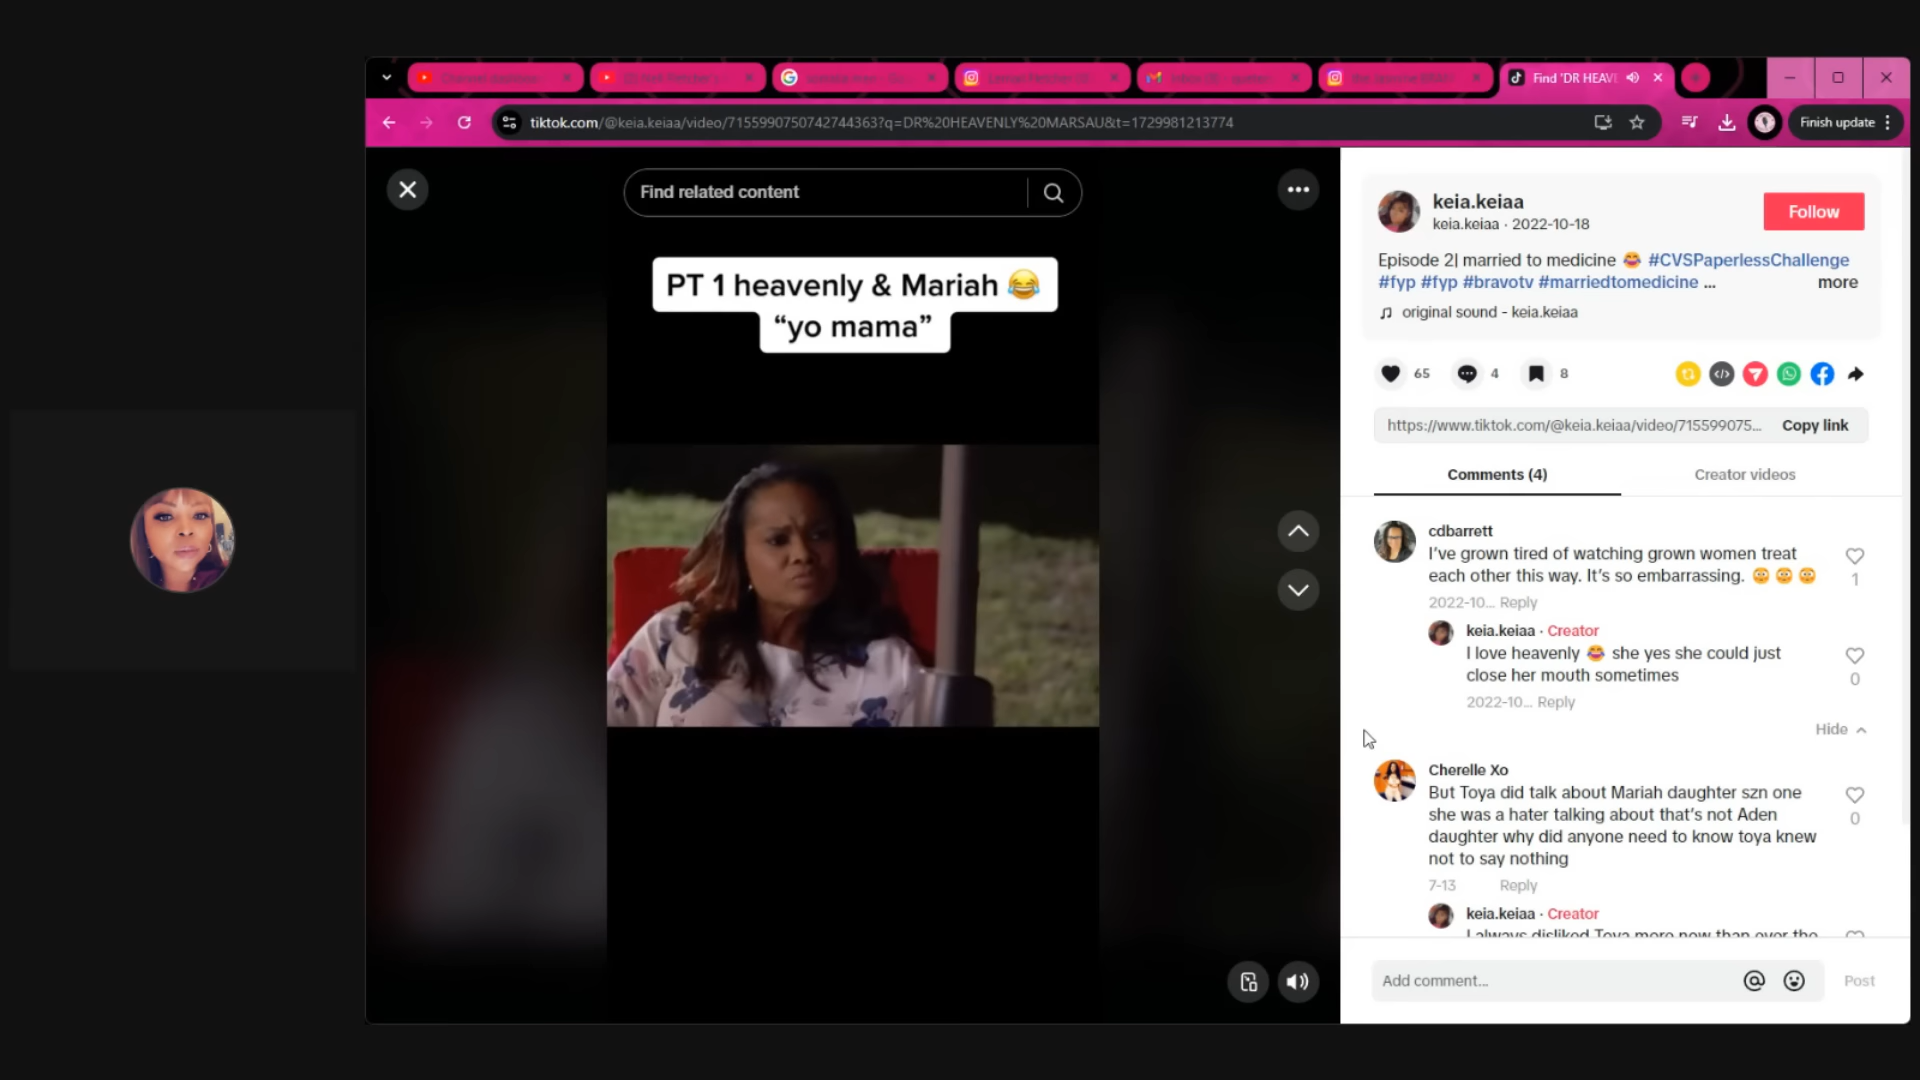 Find 'DR HEAVE
tiktok.com/@keia.keiaa/video/7155990750742744363?q=DR%20HEAVENLY%20MARSAU&t=1729981213774
Finish update
Find related content
PT 1 heavenly & Mariah 😂
“yo mama”
keia.keiaa
keia.keiaa · 2022-10-18
Follow
Episode 2| married to medicine 😂 #CVSPaperlessChallenge
#fyp #fyp #bravotv #marriedtomedicine ...
more
original sound - keia.keiaa
65
4
8
https://www.tiktok.com/@keia.keiaa/video/715599075...
Copy link
Comments (4)
Creator videos
cdbarrett
I’ve grown tired of watching grown women treat
each other this way. It’s so embarrassing. 😳 😳 😳
1
2022-10... Reply
keia.keiaa · Creator
I love heavenly 😂 she yes she could just
close her mouth sometimes
0
2022-10... Reply
Hide
Cherelle Xo
But Toya did talk about Mariah daughter szn one
she was a hater talking about that’s not Aden
daughter why did anyone need to know toya knew
not to say nothing
0
7-13 Reply
keia.keiaa · Creator
I always disliked Toya more now than ever the
Add comment...
Post